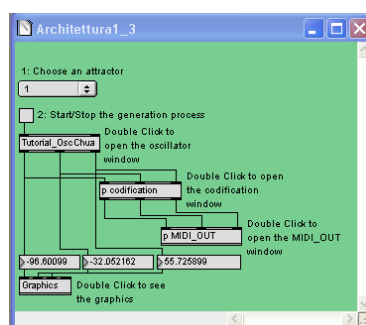 Architettura1_3
1: Choose an attractor
1
2: Start/Stop the generation process
Tutorial_OscChua
Double Click to
open the oscillator
window
p codification
Double Click to open
the codification
window
p MIDI_OUT
Double Click to
open the MIDI_OUT
window
-96.60099
-32.052162
55.725899
Graphics
Double Click to see
the graphics